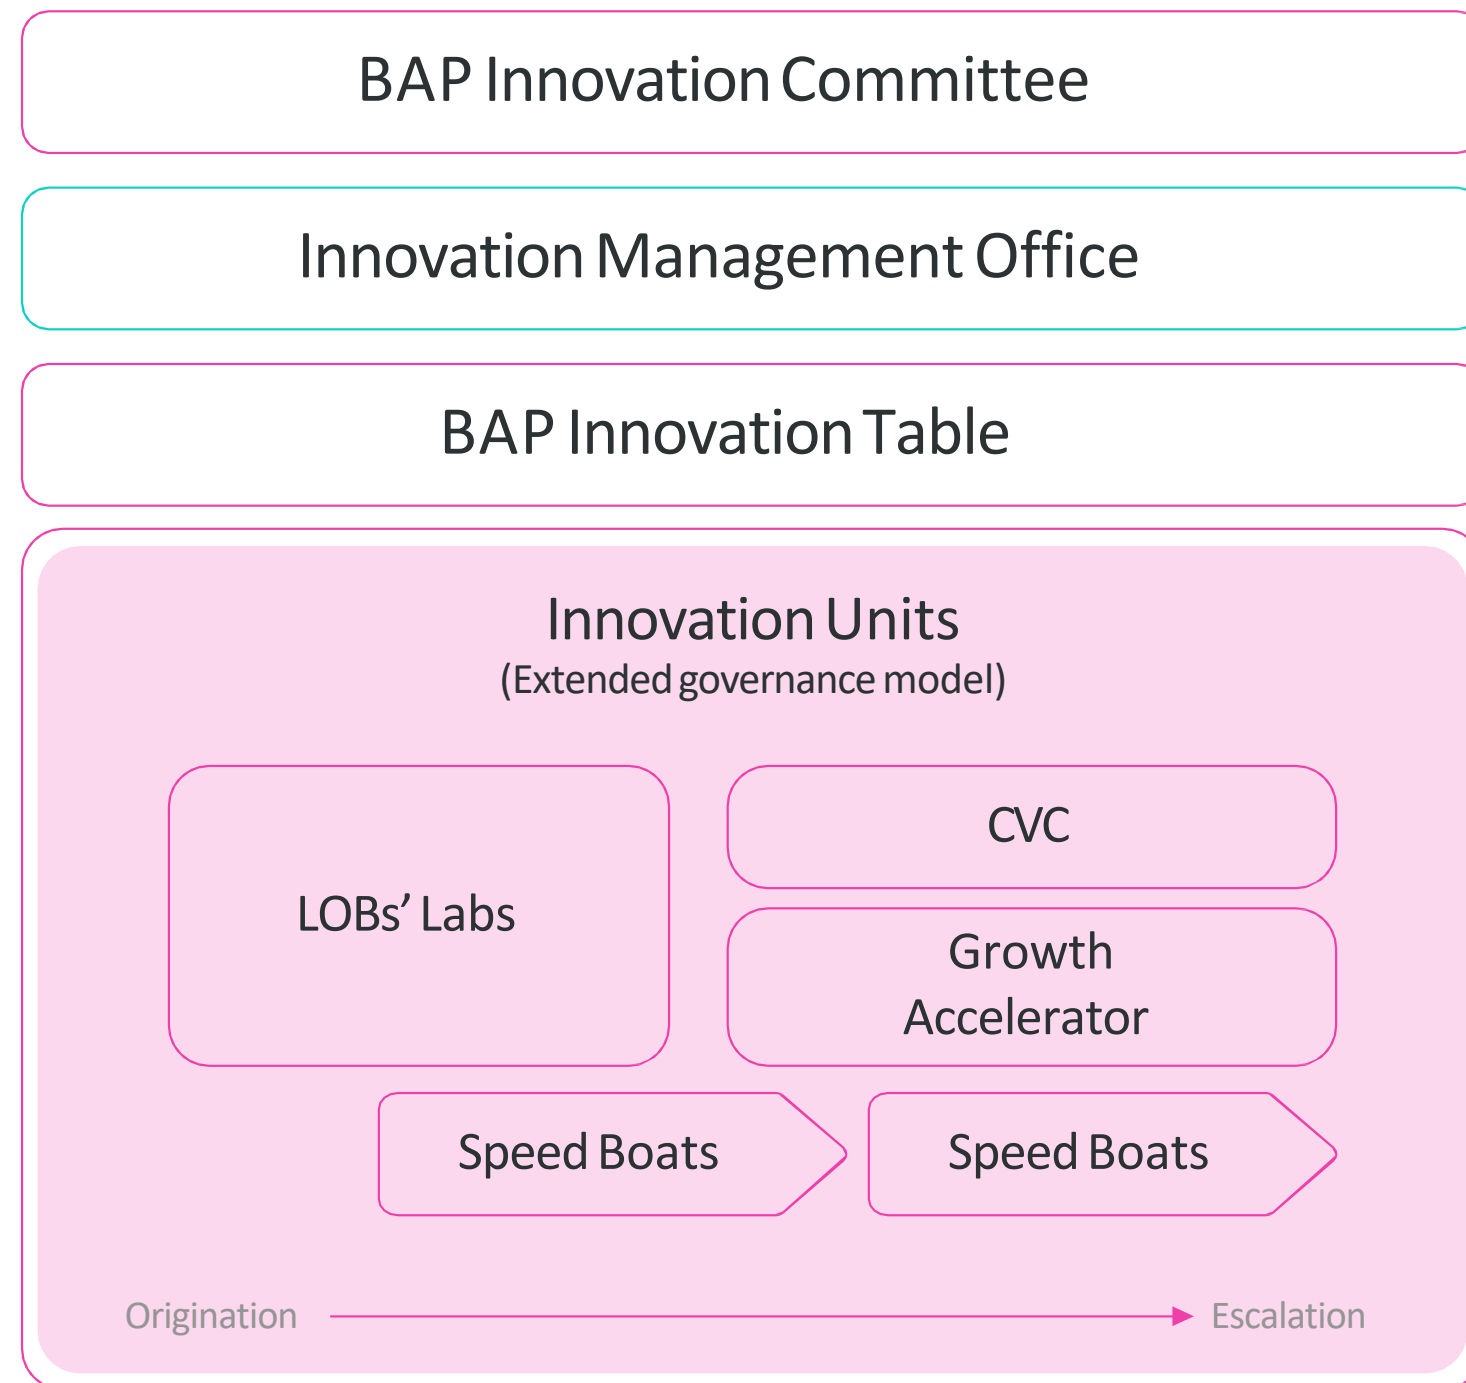 BAP Innovation Committee
Innovation Management Office
BAP Innovation Table
Innovation Units
(Extended governance model)
LOBs’ Labs
CVC
Growth
Accelerator
Speed Boats
Speed Boats
Origination
Escalation